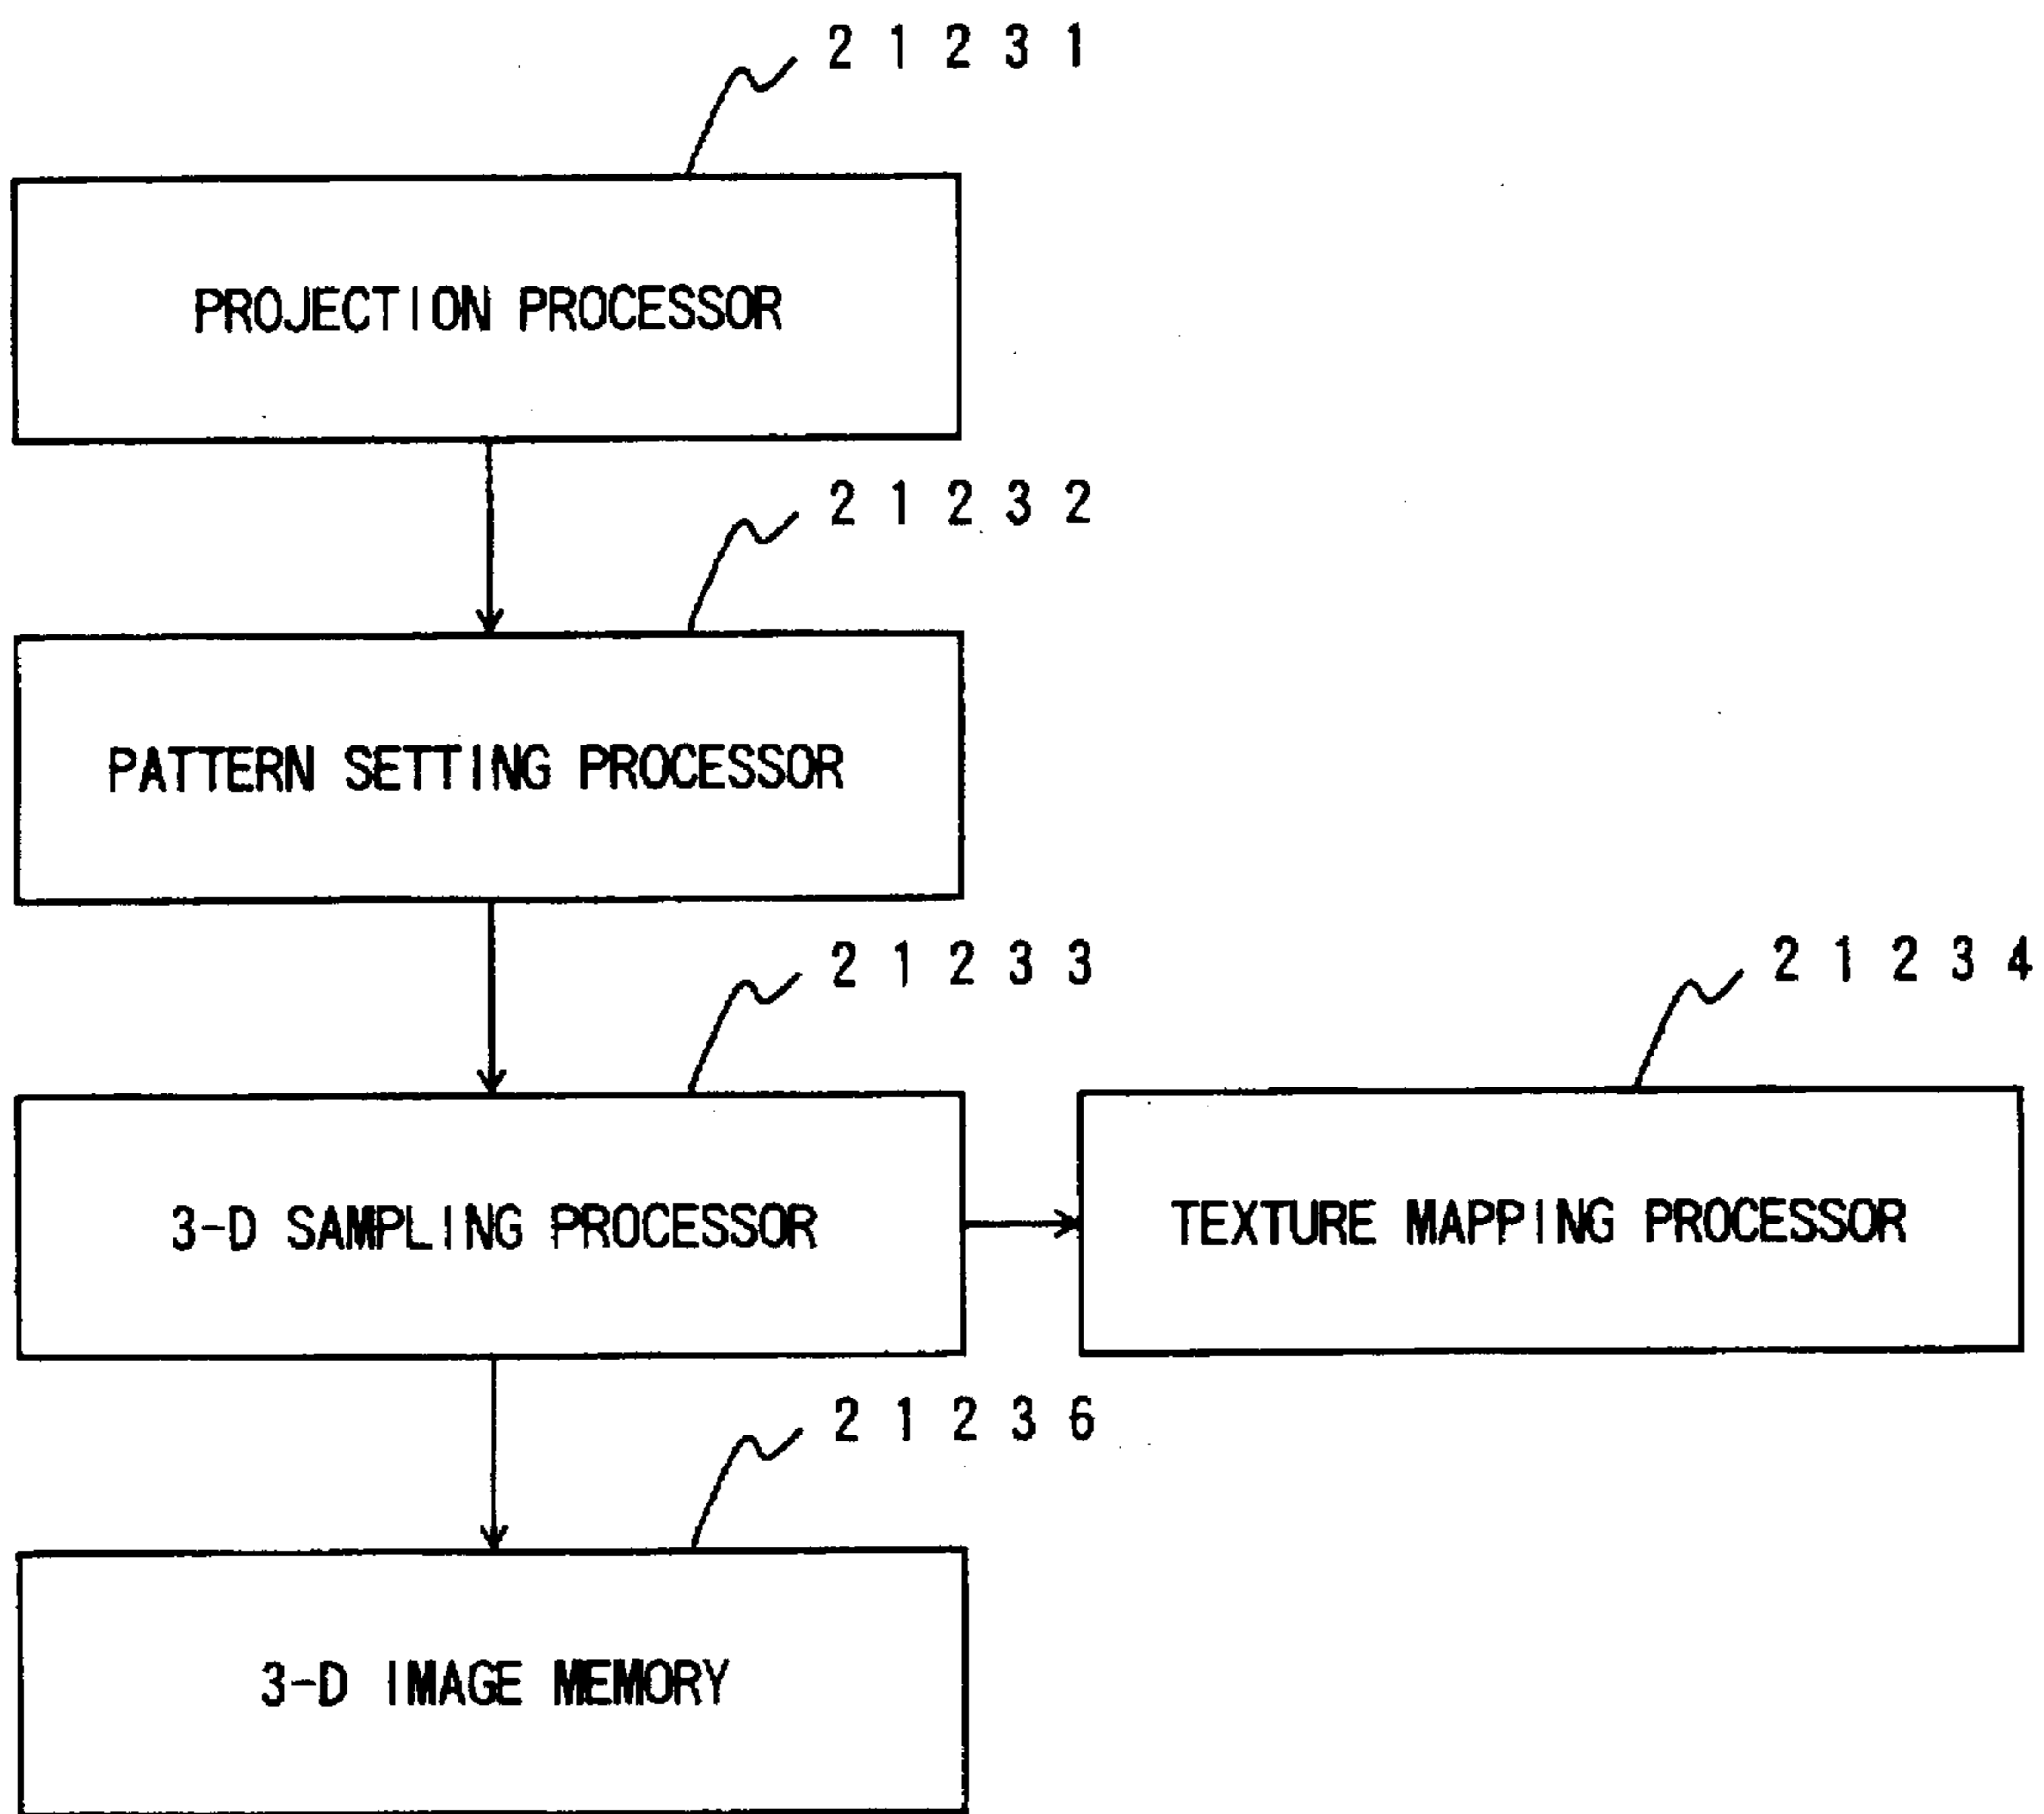 2 1 2 3 1
PROJECTION PROCESSOR
2 1 2 3 2
PATTERN SETTING PROCESSOR
2 1 2 3 3
2 1 2 3 4
3-D SAMPLING PROCESSOR
TEXTURE MAPPING PROCESSOR
2 1 2 3 6
3-D IMAGE MEMORY